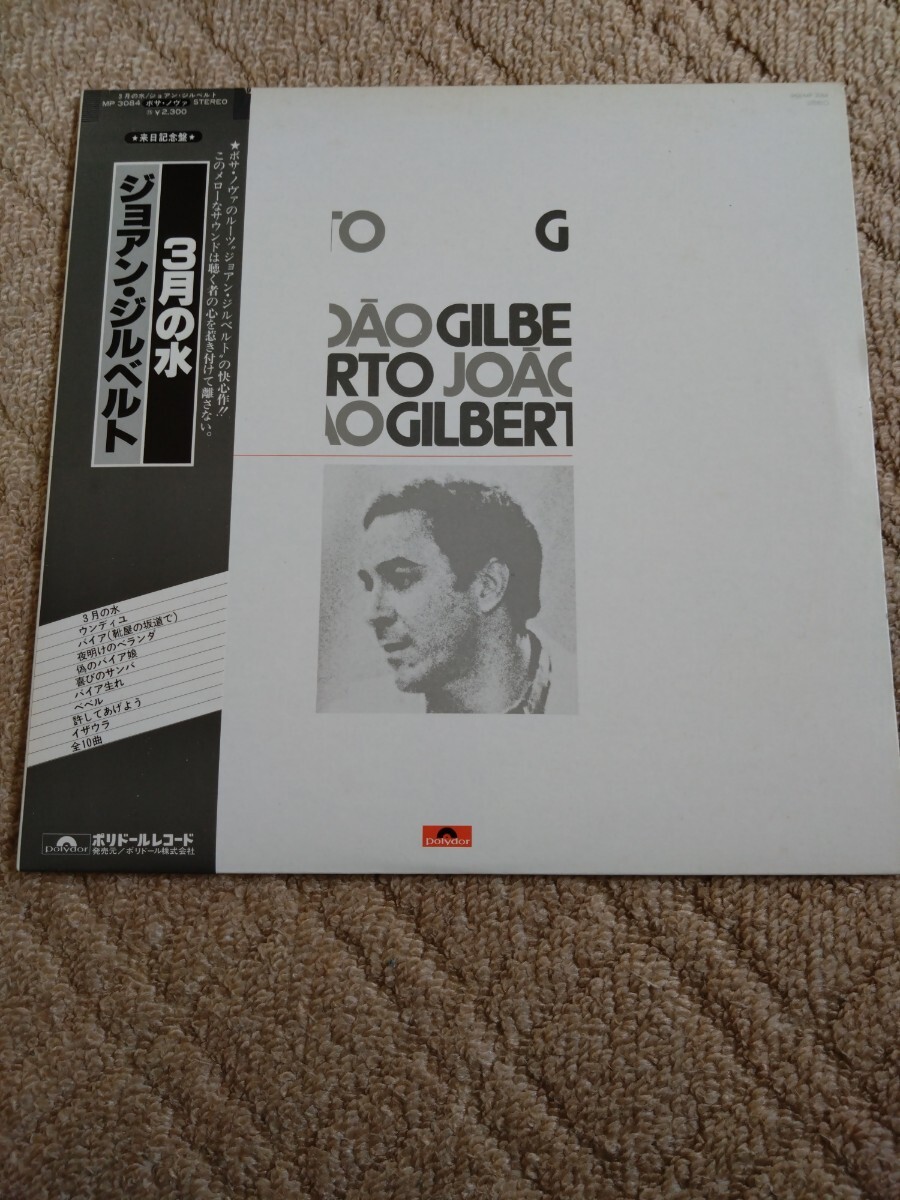 3月の水/ジョアン・ジルベルト
MP 3084 ボサ・ノヴァ STEREO
¥2,300
★来日記念盤★
★ボサ・ノヴァのルーツ"ジョアン・ジルベルト"の快心作!!
このメローなサウンドは聴く者の心を惹き付けて離さない。
3月の水
ジョアン・ジルベルト
3月の水
ウンディユ
バイア(靴屋の坂道で)
夜明けのベランダ
偽のバイア娘
喜びのサンバ
バイア生れ
ベベル
許してあげよう
イザウラ
全10曲
Polydor ポリドールレコード
発売元/ポリドール株式会社
TO G
OÃO GILBE
RTO JOÃO
ÃO GILBERT
Polydor